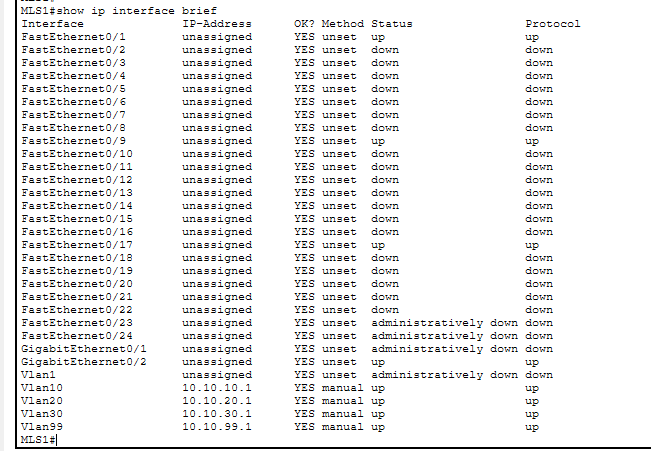 MLS1#show ip interface brief
Interface IP-Address OK? Method Status Protocol
FastEthernet0/1 unassigned YES unset up up
FastEthernet0/2 unassigned YES unset down down
FastEthernet0/3 unassigned YES unset down down
FastEthernet0/4 unassigned YES unset down down
FastEthernet0/5 unassigned YES unset down down
FastEthernet0/6 unassigned YES unset down down
FastEthernet0/7 unassigned YES unset down down
FastEthernet0/8 unassigned YES unset down down
FastEthernet0/9 unassigned YES unset up up
FastEthernet0/10 unassigned YES unset down down
FastEthernet0/11 unassigned YES unset down down
FastEthernet0/12 unassigned YES unset down down
FastEthernet0/13 unassigned YES unset down down
FastEthernet0/14 unassigned YES unset down down
FastEthernet0/15 unassigned YES unset down down
FastEthernet0/16 unassigned YES unset down down
FastEthernet0/17 unassigned YES unset up up
FastEthernet0/18 unassigned YES unset down down
FastEthernet0/19 unassigned YES unset down down
FastEthernet0/20 unassigned YES unset down down
FastEthernet0/21 unassigned YES unset down down
FastEthernet0/22 unassigned YES unset down down
FastEthernet0/23 unassigned YES unset administratively down down
FastEthernet0/24 unassigned YES unset administratively down down
GigabitEthernet0/1 unassigned YES unset administratively down down
GigabitEthernet0/2 unassigned YES unset up up
Vlan1 unassigned YES unset administratively down down
Vlan10 10.10.10.1 YES manual up up
Vlan20 10.10.20.1 YES manual up up
Vlan30 10.10.30.1 YES manual up up
Vlan99 10.10.99.1 YES manual up up
MLS1#